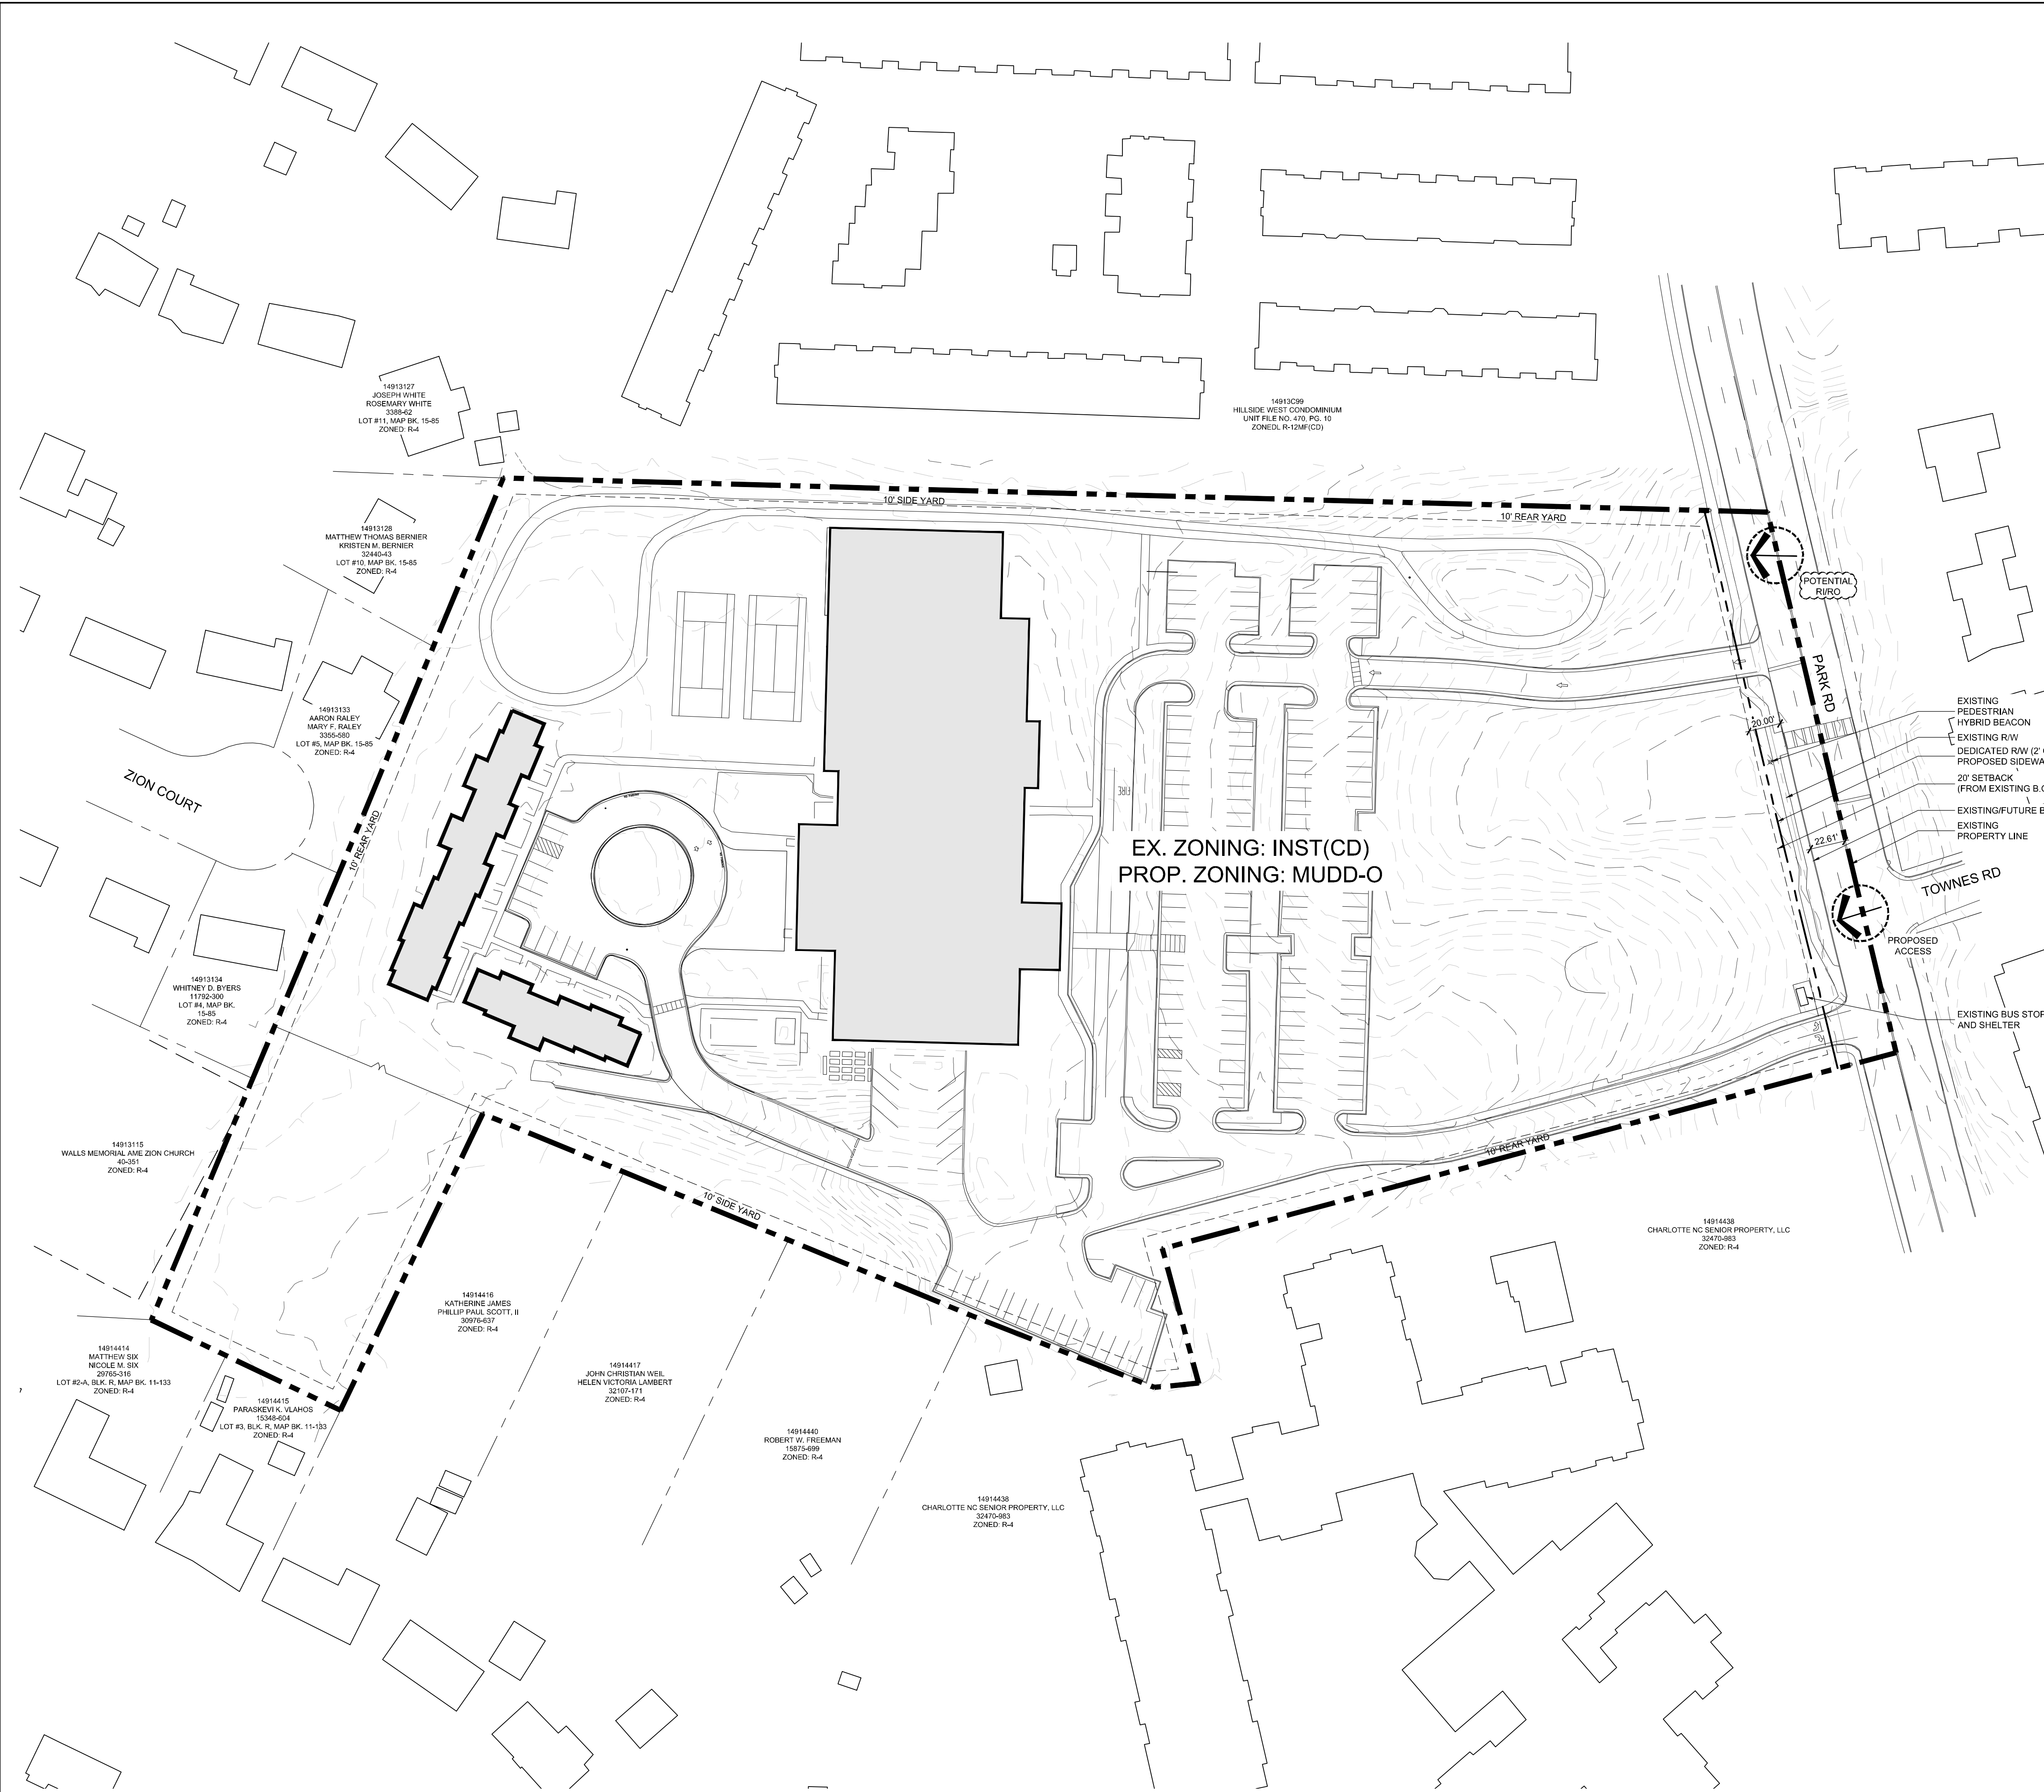 14913127
JOSEPH WHITE
ROSEMARY WHITE
3388-62
LOT #11, MAP BK. 15-85
ZONED: R-4
14913C99
HILLSIDE WEST CONDOMINIUM
UNIT FILE NO. 470, PG. 10
ZONEDL R-12MF(CD)
10' SIDE YARD
10' REAR YARD
14913128
MATTHEW THOMAS BERNIER
KRISTEN M. BERNIER
32440-43
LOT #10, MAP BK. 15-85
ZONED: R-4
POTENTIAL
RI/RO
PARK RD
14913133
AARON RALEY
MARY F. RALEY
3355-580
LOT #5, MAP BK. 15-85
ZONED: R-4
ZION COURT
10' REAR YARD
20.00'
EXISTING
PEDESTRIAN
HYBRID BEACON
EXISTING R/W
DEDICATED R/W (2'
PROPOSED SIDEWA
20' SETBACK
(FROM EXISTING B.
EXISTING/FUTURE B
EXISTING
PROPERTY LINE
22.61'
EX. ZONING: INST(CD)
PROP. ZONING: MUDD-O
TOWNES RD
PROPOSED
ACCESS
14913134
WHITNEY D. BYERS
11792-300
LOT #4, MAP BK.
15-85
ZONED: R-4
EXISTING BUS STOP
AND SHELTER
14913115
WALLS MEMORIAL AME ZION CHURCH
40-351
ZONED: R-4
10' REAR YARD
10' SIDE YARD
14914438
CHARLOTTE NC SENIOR PROPERTY, LLC
32470-983
ZONED: R-4
14914416
KATHERINE JAMES
PHILLIP PAUL SCOTT, II
30976-637
ZONED: R-4
14914414
MATTHEW SIX
NICOLE M. SIX
29765-316
LOT #2-A, BLK. R, MAP BK. 11-133
ZONED: R-4
14914417
JOHN CHRISTIAN WEIL
HELEN VICTORIA LAMBERT
32107-171
ZONED: R-4
14914415
PARASKEVI K. VLAHOS
15348-604
LOT #3, BLK. R, MAP BK. 11-133
ZONED: R-4
14914440
ROBERT W. FREEMAN
15875-699
ZONED: R-4
14914438
CHARLOTTE NC SENIOR PROPERTY, LLC
32470-983
ZONED: R-4